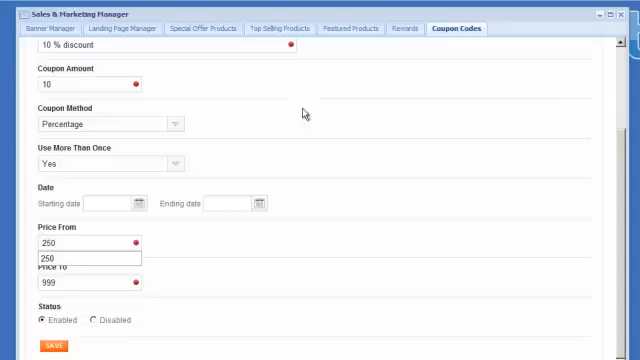 Sales & Marketing Manager
Banner Manager Landing Page Manager Special Offer Products Top Selling Products Featured Products Rewards Coupon Codes
10 % discount
Coupon Amount
10
Coupon Method
Percentage
Use More Than Once
Yes
Date
Starting date Ending date
Price From
250
250
Price To
999
Status
Enabled Disabled
SAVE